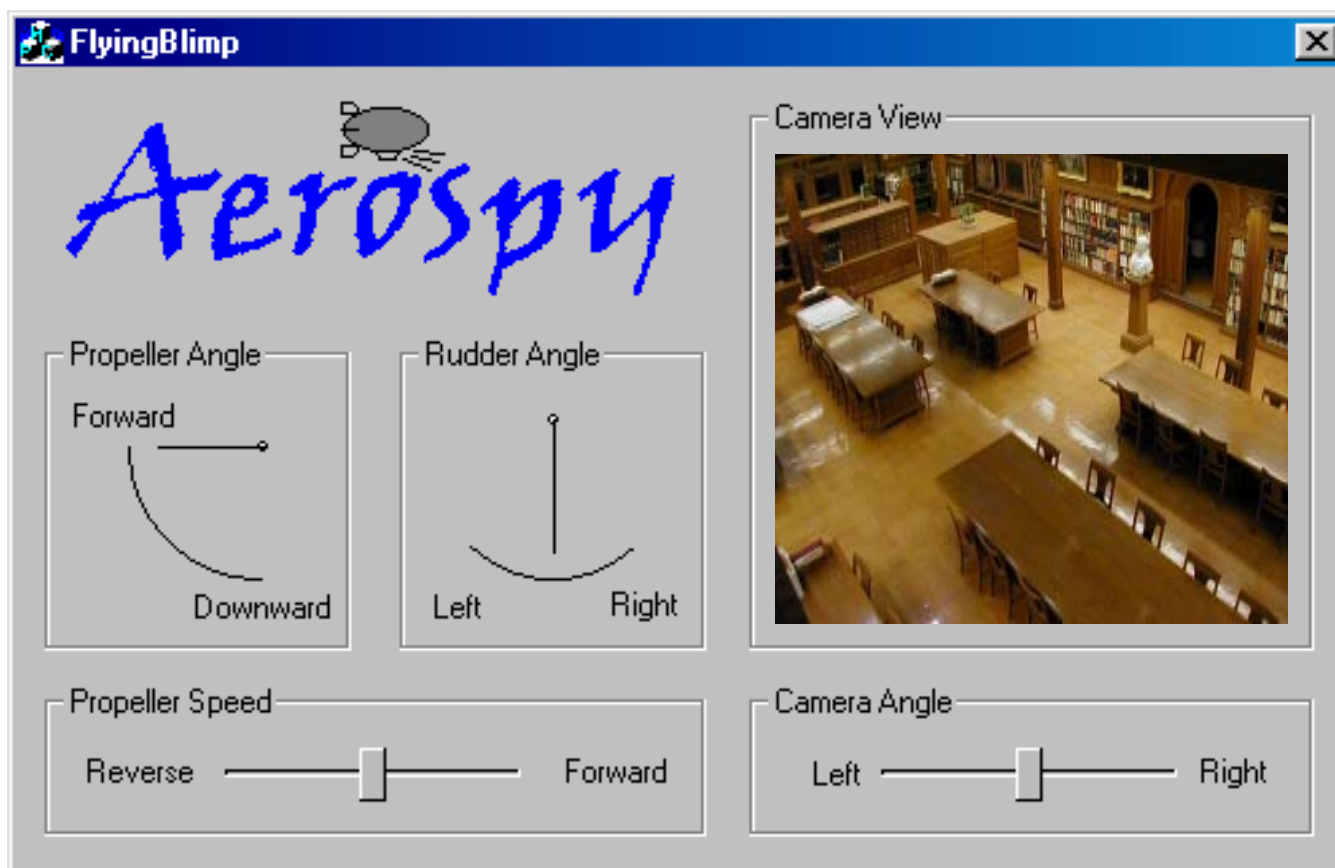 FlyingBlimp
Aerospy
Camera View
Propeller Angle
Forward
Downward
Rudder Angle
Left
Right
Propeller Speed
Reverse
Forward
Camera Angle
Left
Right